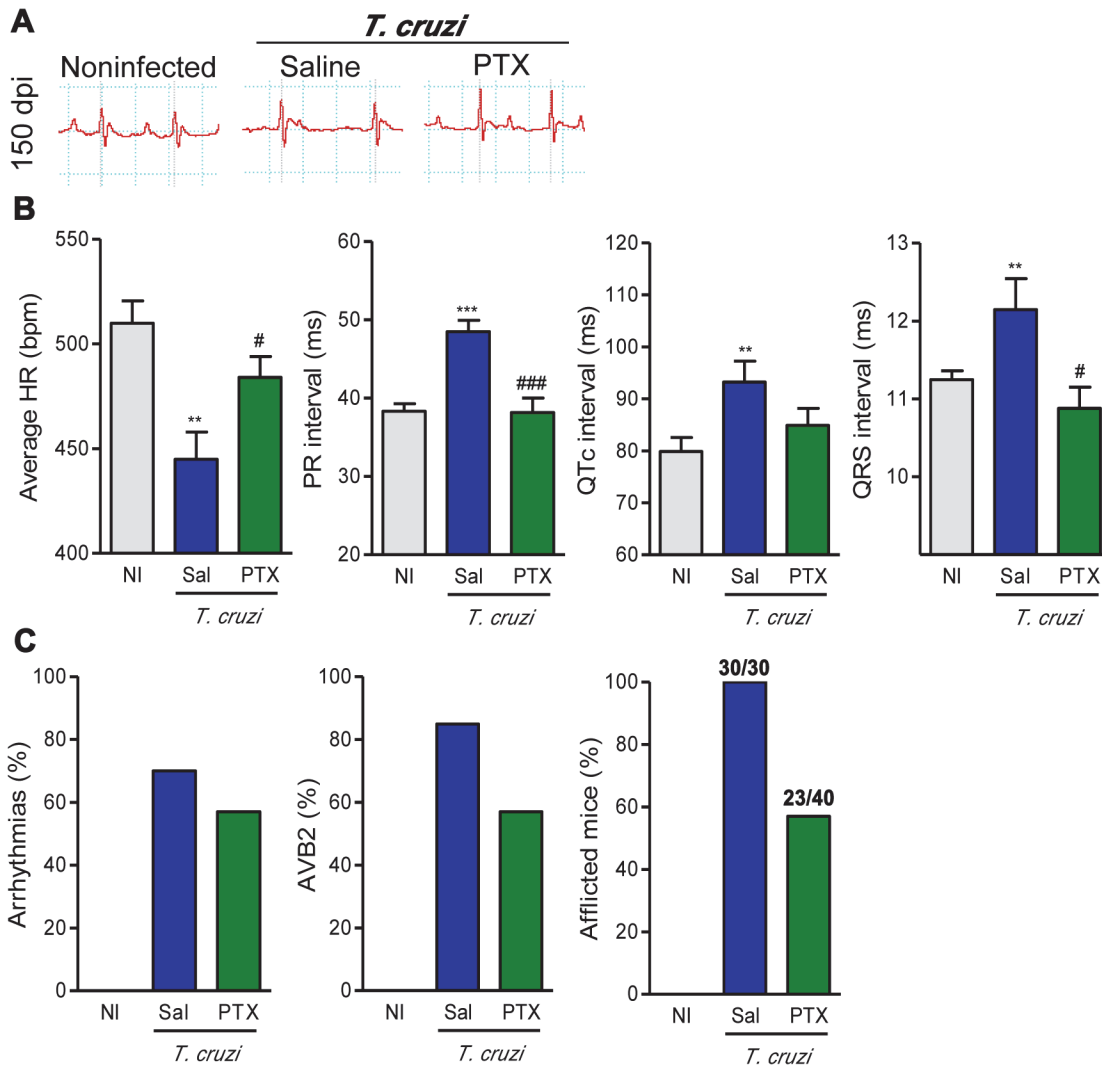 A
T. cruzi
Noninfected
Saline
PTX
150 dpi
B
Average HR (bpm)
550
500
450
400
**
#
NI
Sal
PTX
T. cruzi
PR interval (ms)
60
50
40
30
20
***
###
NI
Sal
PTX
T. cruzi
QTc interval (ms)
120
110
100
90
80
70
60
**
NI
Sal
PTX
T. cruzi
QRS interval (ms)
13
12
11
10
**
#
NI
Sal
PTX
T. cruzi
C
Arrhythmias (%)
100
80
60
40
20
0
NI
Sal
PTX
T. cruzi
AVB2 (%)
100
80
60
40
20
0
NI
Sal
PTX
T. cruzi
Afflicted mice (%)
100
80
60
40
20
0
30/30
23/40
NI
Sal
PTX
T. cruzi